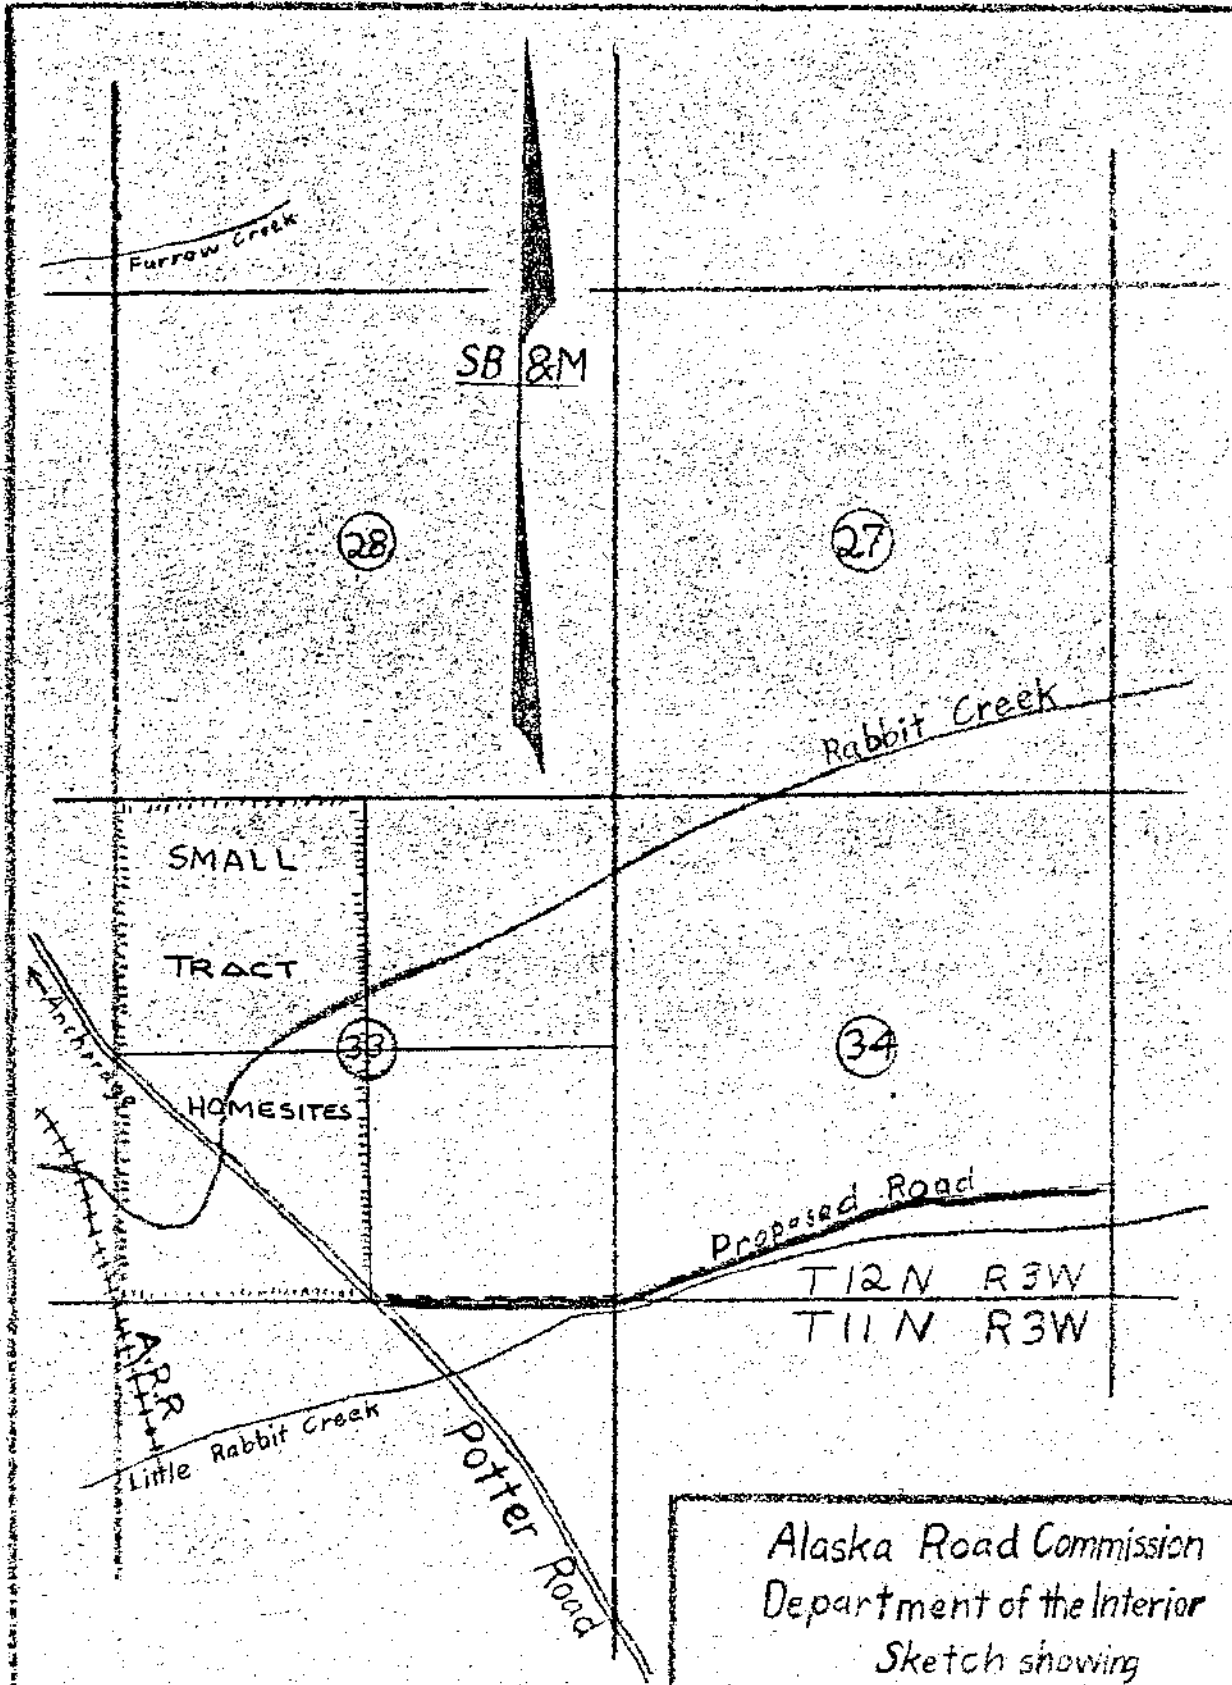 Furrow Creek
SB &M
28
27
Rabbit Creek
SMALL
TRACT
←Anchorage
33
34
HOMESITES
Proposed Road
T12N R3W
T11N R3W
A.R.R
Little Rabbit Creek
Potter Road
Alaska Road Commission
Department of the Interior
Sketch showing